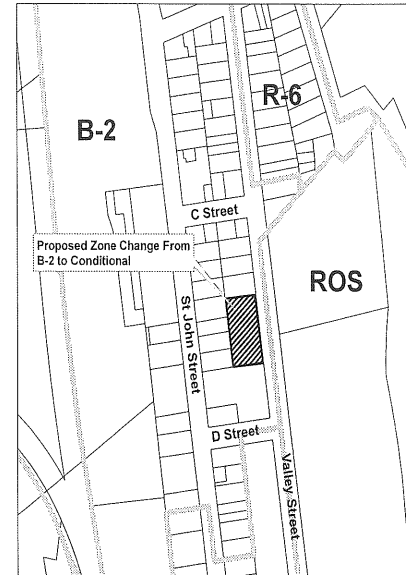 R-6
B-2
C Street
Proposed Zone Change From
B-2 to Conditional
ROS
St John Street
D Street
Valley Street